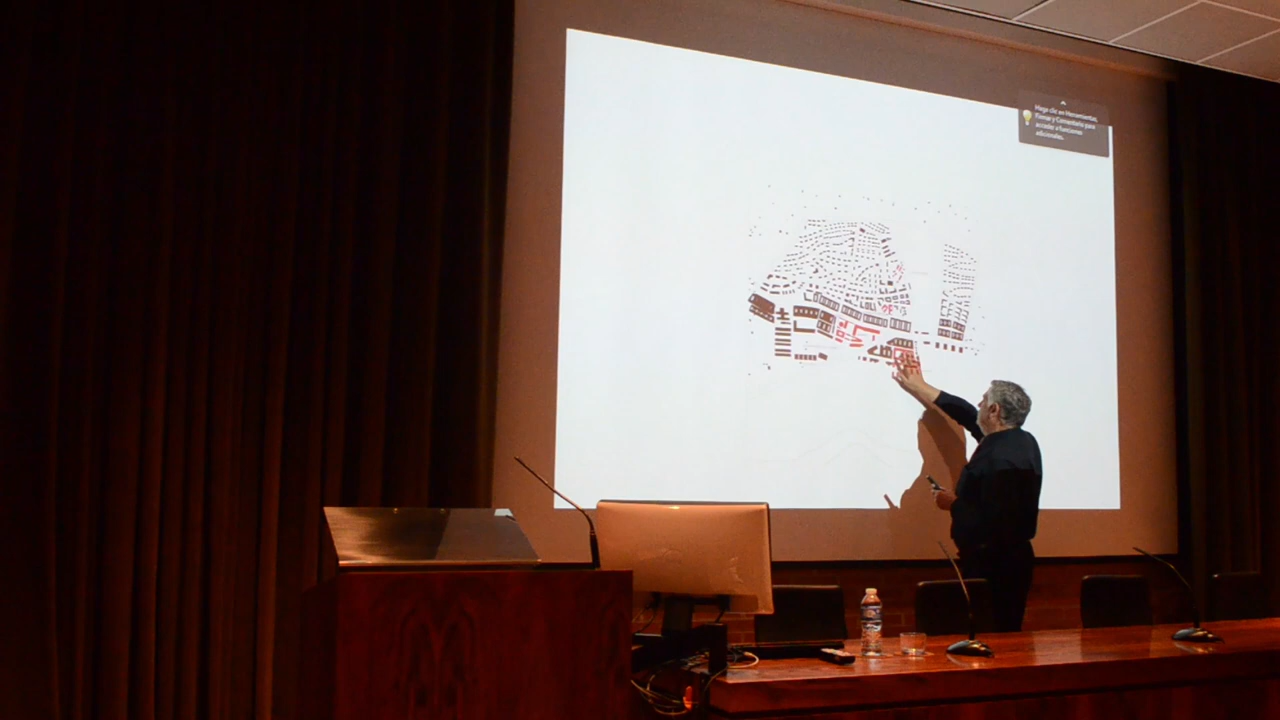 Haga clic en Herramientas,
Firmar y Comentario para
acceder a funciones
adicionales.